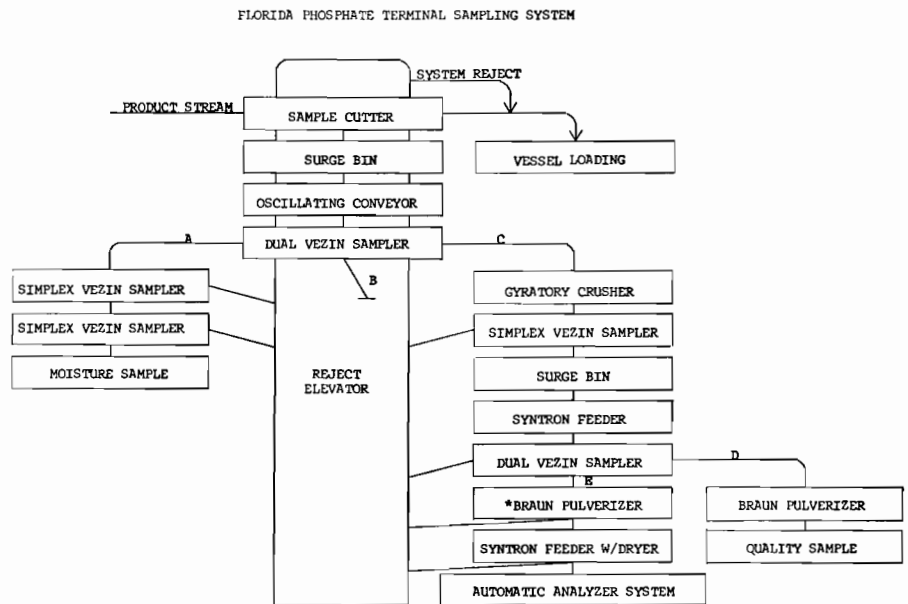 FLORIDA PHOSPHATE TERMINAL SAMPLING SYSTEM
SYSTEM REJECT
PRODUCT STREAM
SAMPLE CUTTER
SURGE BIN
VESSEL LOADING
OSCILLATING CONVEYOR
A
DUAL VEZIN SAMPLER
C
B
SIMPLEX VEZIN SAMPLER
GYRATORY CRUSHER
SIMPLEX VEZIN SAMPLER
SIMPLEX VEZIN SAMPLER
MOISTURE SAMPLE
REJECT
ELEVATOR
SURGE BIN
SYNTRON FEEDER
DUAL VEZIN SAMPLER
D
E
*BRAUN PULVERIZER
BRAUN PULVERIZER
SYNTRON FEEDER W/DRYER
QUALITY SAMPLE
AUTOMATIC ANALYZER SYSTEM